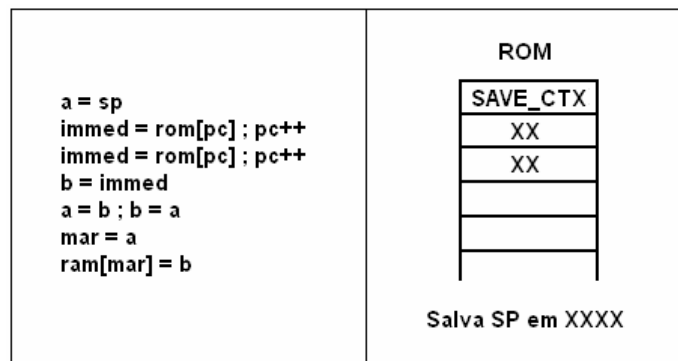 a = sp
immed = rom[pc] ; pc++
immed = rom[pc] ; pc++
b = immed
a = b ; b = a
mar = a
ram[mar] = b
ROM
SAVE_CTX
XX
XX
Salva SP em XXXX